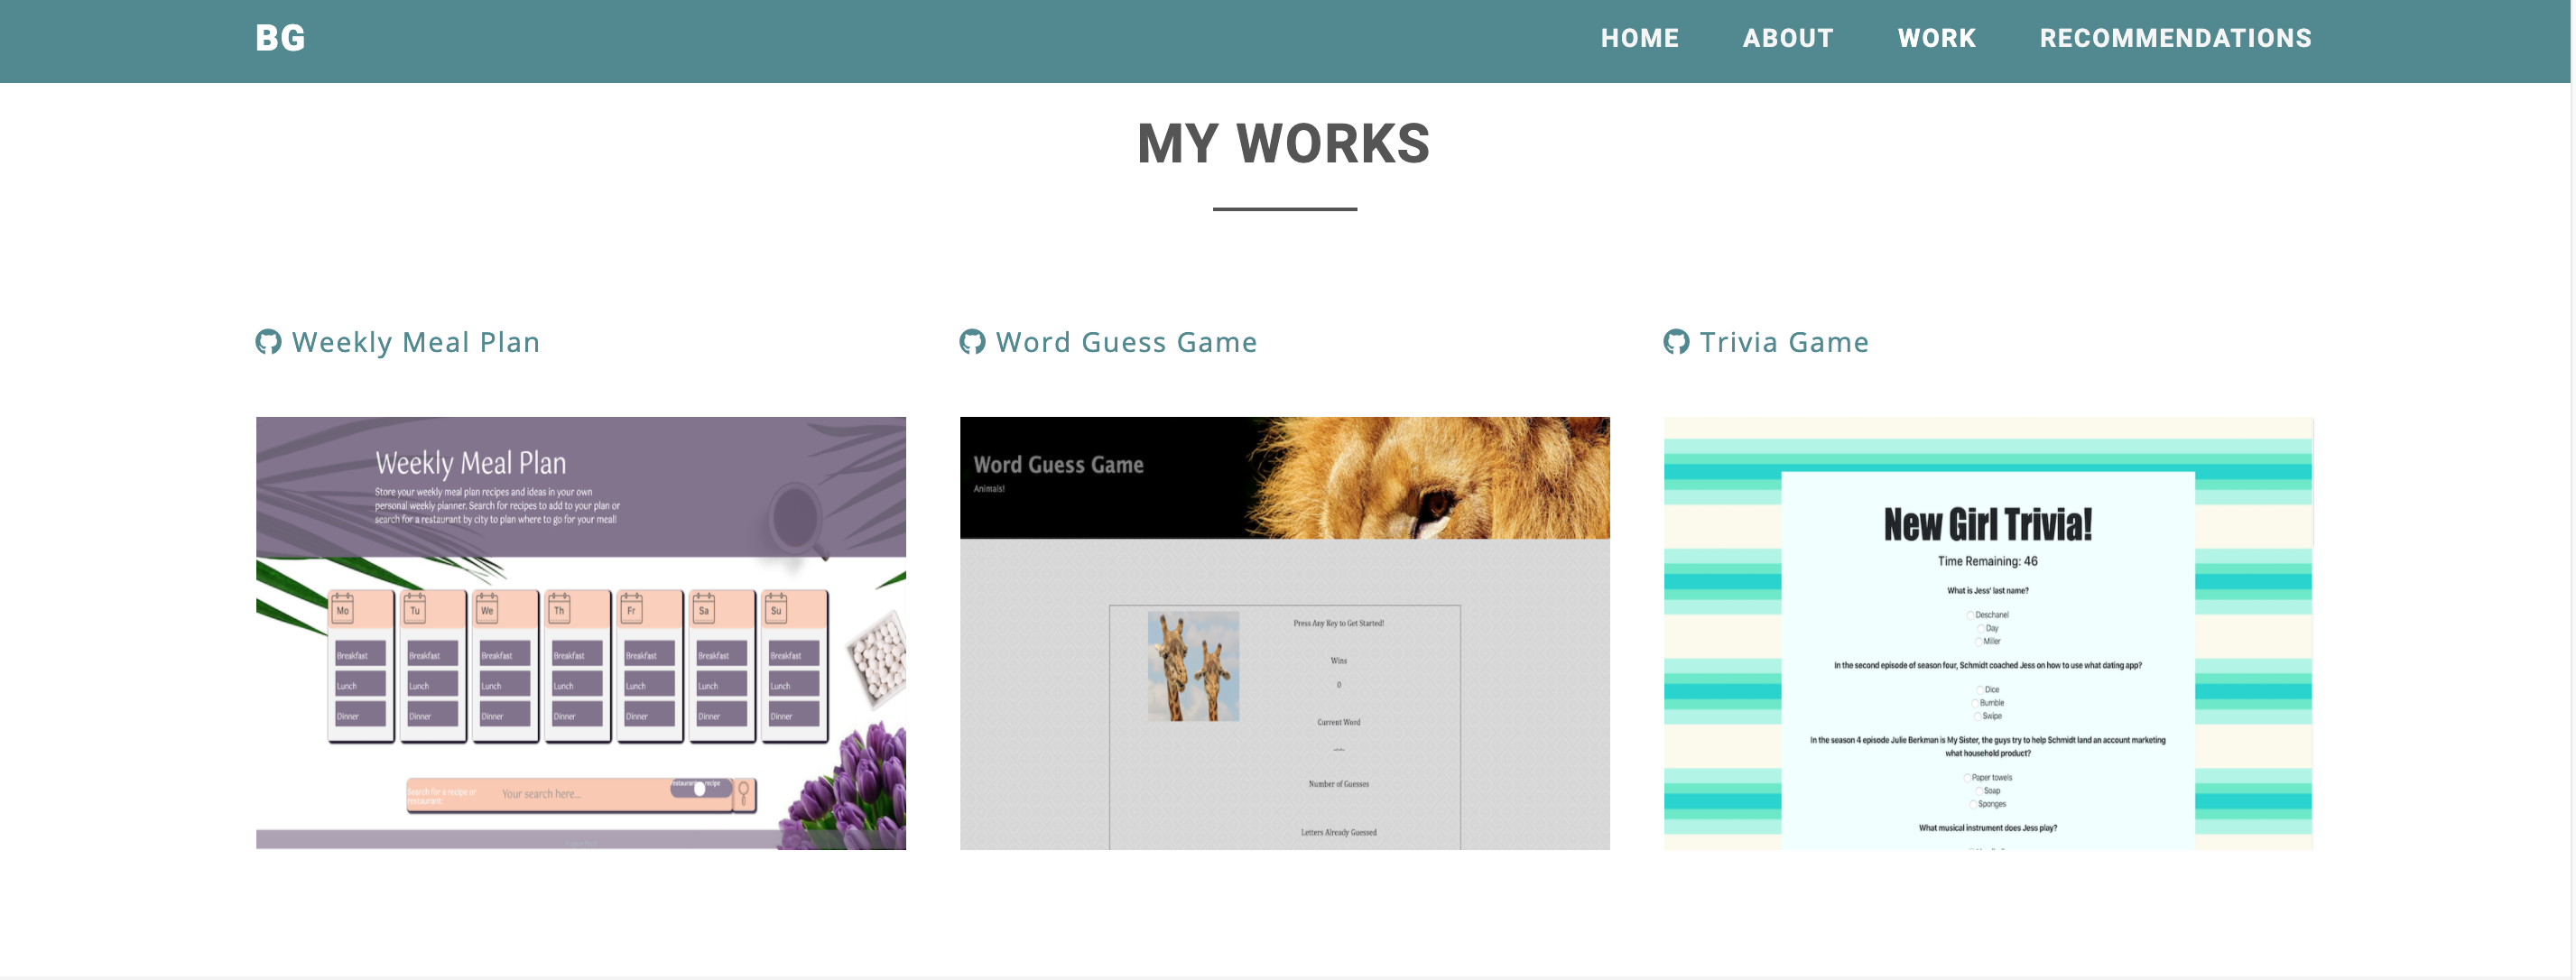 BG HOME ABOUT WORK RECOMMENDATIONS
MY WORKS
Weekly Meal Plan
Word Guess Game
Trivia Game
Weekly Meal Plan
Store your weekly meal plan recipes and ideas in your own
personal weekly planner. Search for recipes to add to your plan or
search for a restaurant by city to plan where to go for your meal!
Mo Tu We Th Fr Sa Su
Breakfast Breakfast Breakfast Breakfast Breakfast Breakfast Breakfast
Lunch Lunch Lunch Lunch Lunch Lunch Lunch
Dinner Dinner Dinner Dinner Dinner Dinner Dinner
Search for a recipe or
restaurant.
Your search here...
restaurant recipe
Word Guess Game
Animals!
Press Any Key to Get Started!
Wins
0
Current Word
Number of Guesses
Letters Already Guessed
New Girl Trivia!
Time Remaining: 46
What is Jess' last name?
Deschanel
Day
Miller
In the second episode of season four, Schmidt coached Jess on how to use what dating app?
Dice
Bumble
Swipe
In the season 4 episode Julie Berkman is My Sister, the guys try to help Schmidt land an account marketing
what household product?
Paper towels
Soap
Sponges
What musical instrument does Jess play?